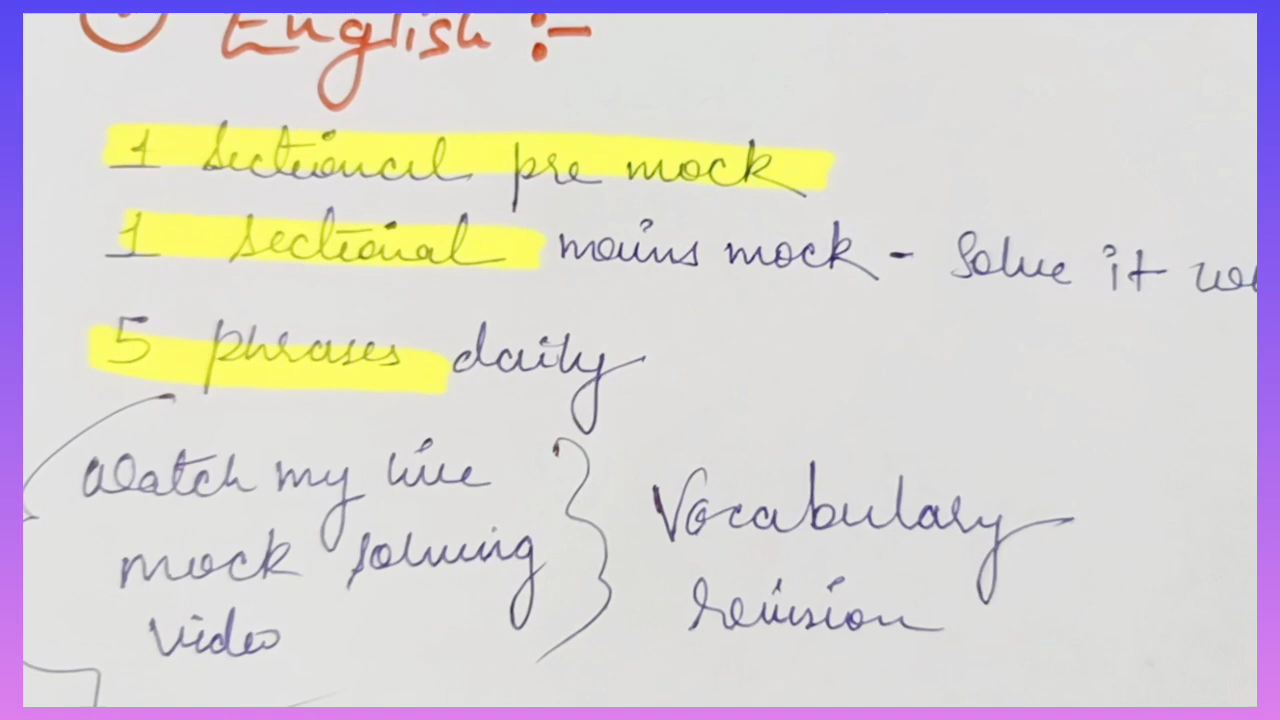 English :-
1 Sectional pre mock
1 Sectional mains mock - Solve it
5 phrases daily
Watch my live
mock solving
video
Vocabulary
revision